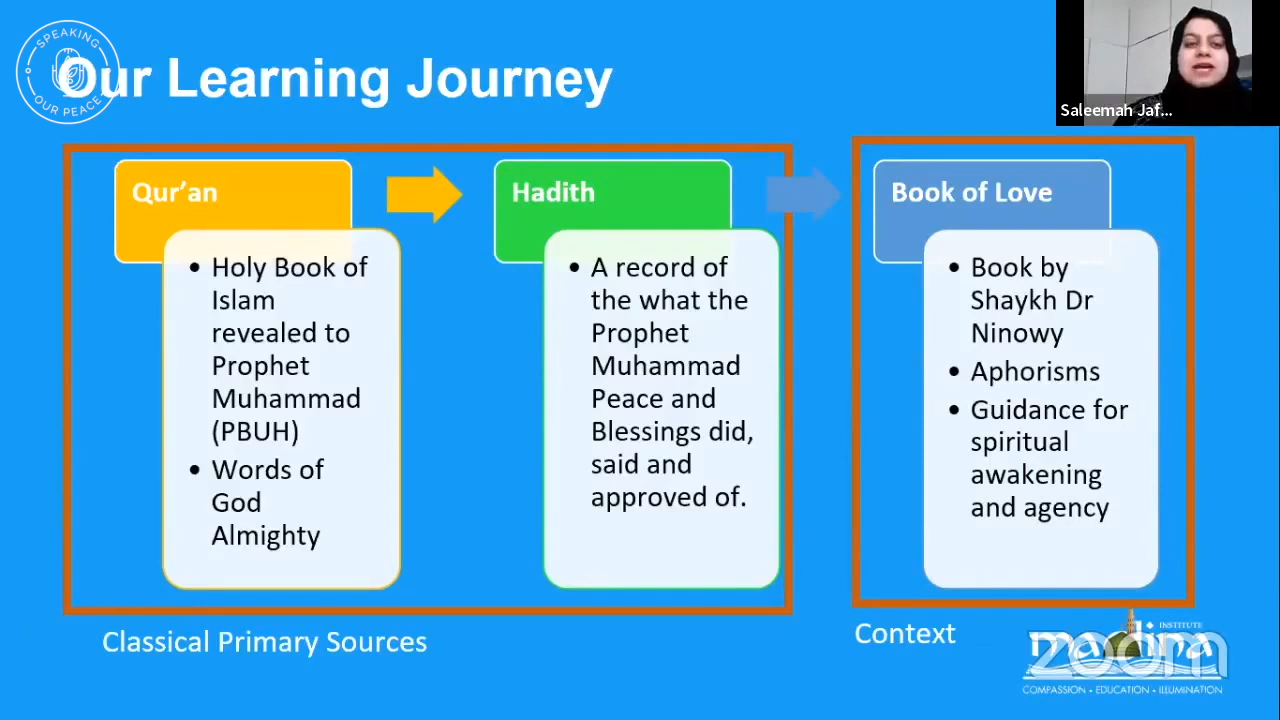 SPEAKING
OUR PEACE
Our Learning Journey
Saleemah Jaf...
Qur’an
• Holy Book of
Islam
revealed to
Prophet
Muhammad
(PBUH)
• Words of
God
Almighty
Hadith
• A record of
the what the
Prophet
Muhammad
Peace and
Blessings did,
said and
approved of.
Book of Love
• Book by
Shaykh Dr
Ninowy
• Aphorisms
• Guidance for
spiritual
awakening
and agency
Classical Primary Sources
Context
INSTITUTE
madina
zoom
COMPASSION • EDUCATION • ILLUMINATION